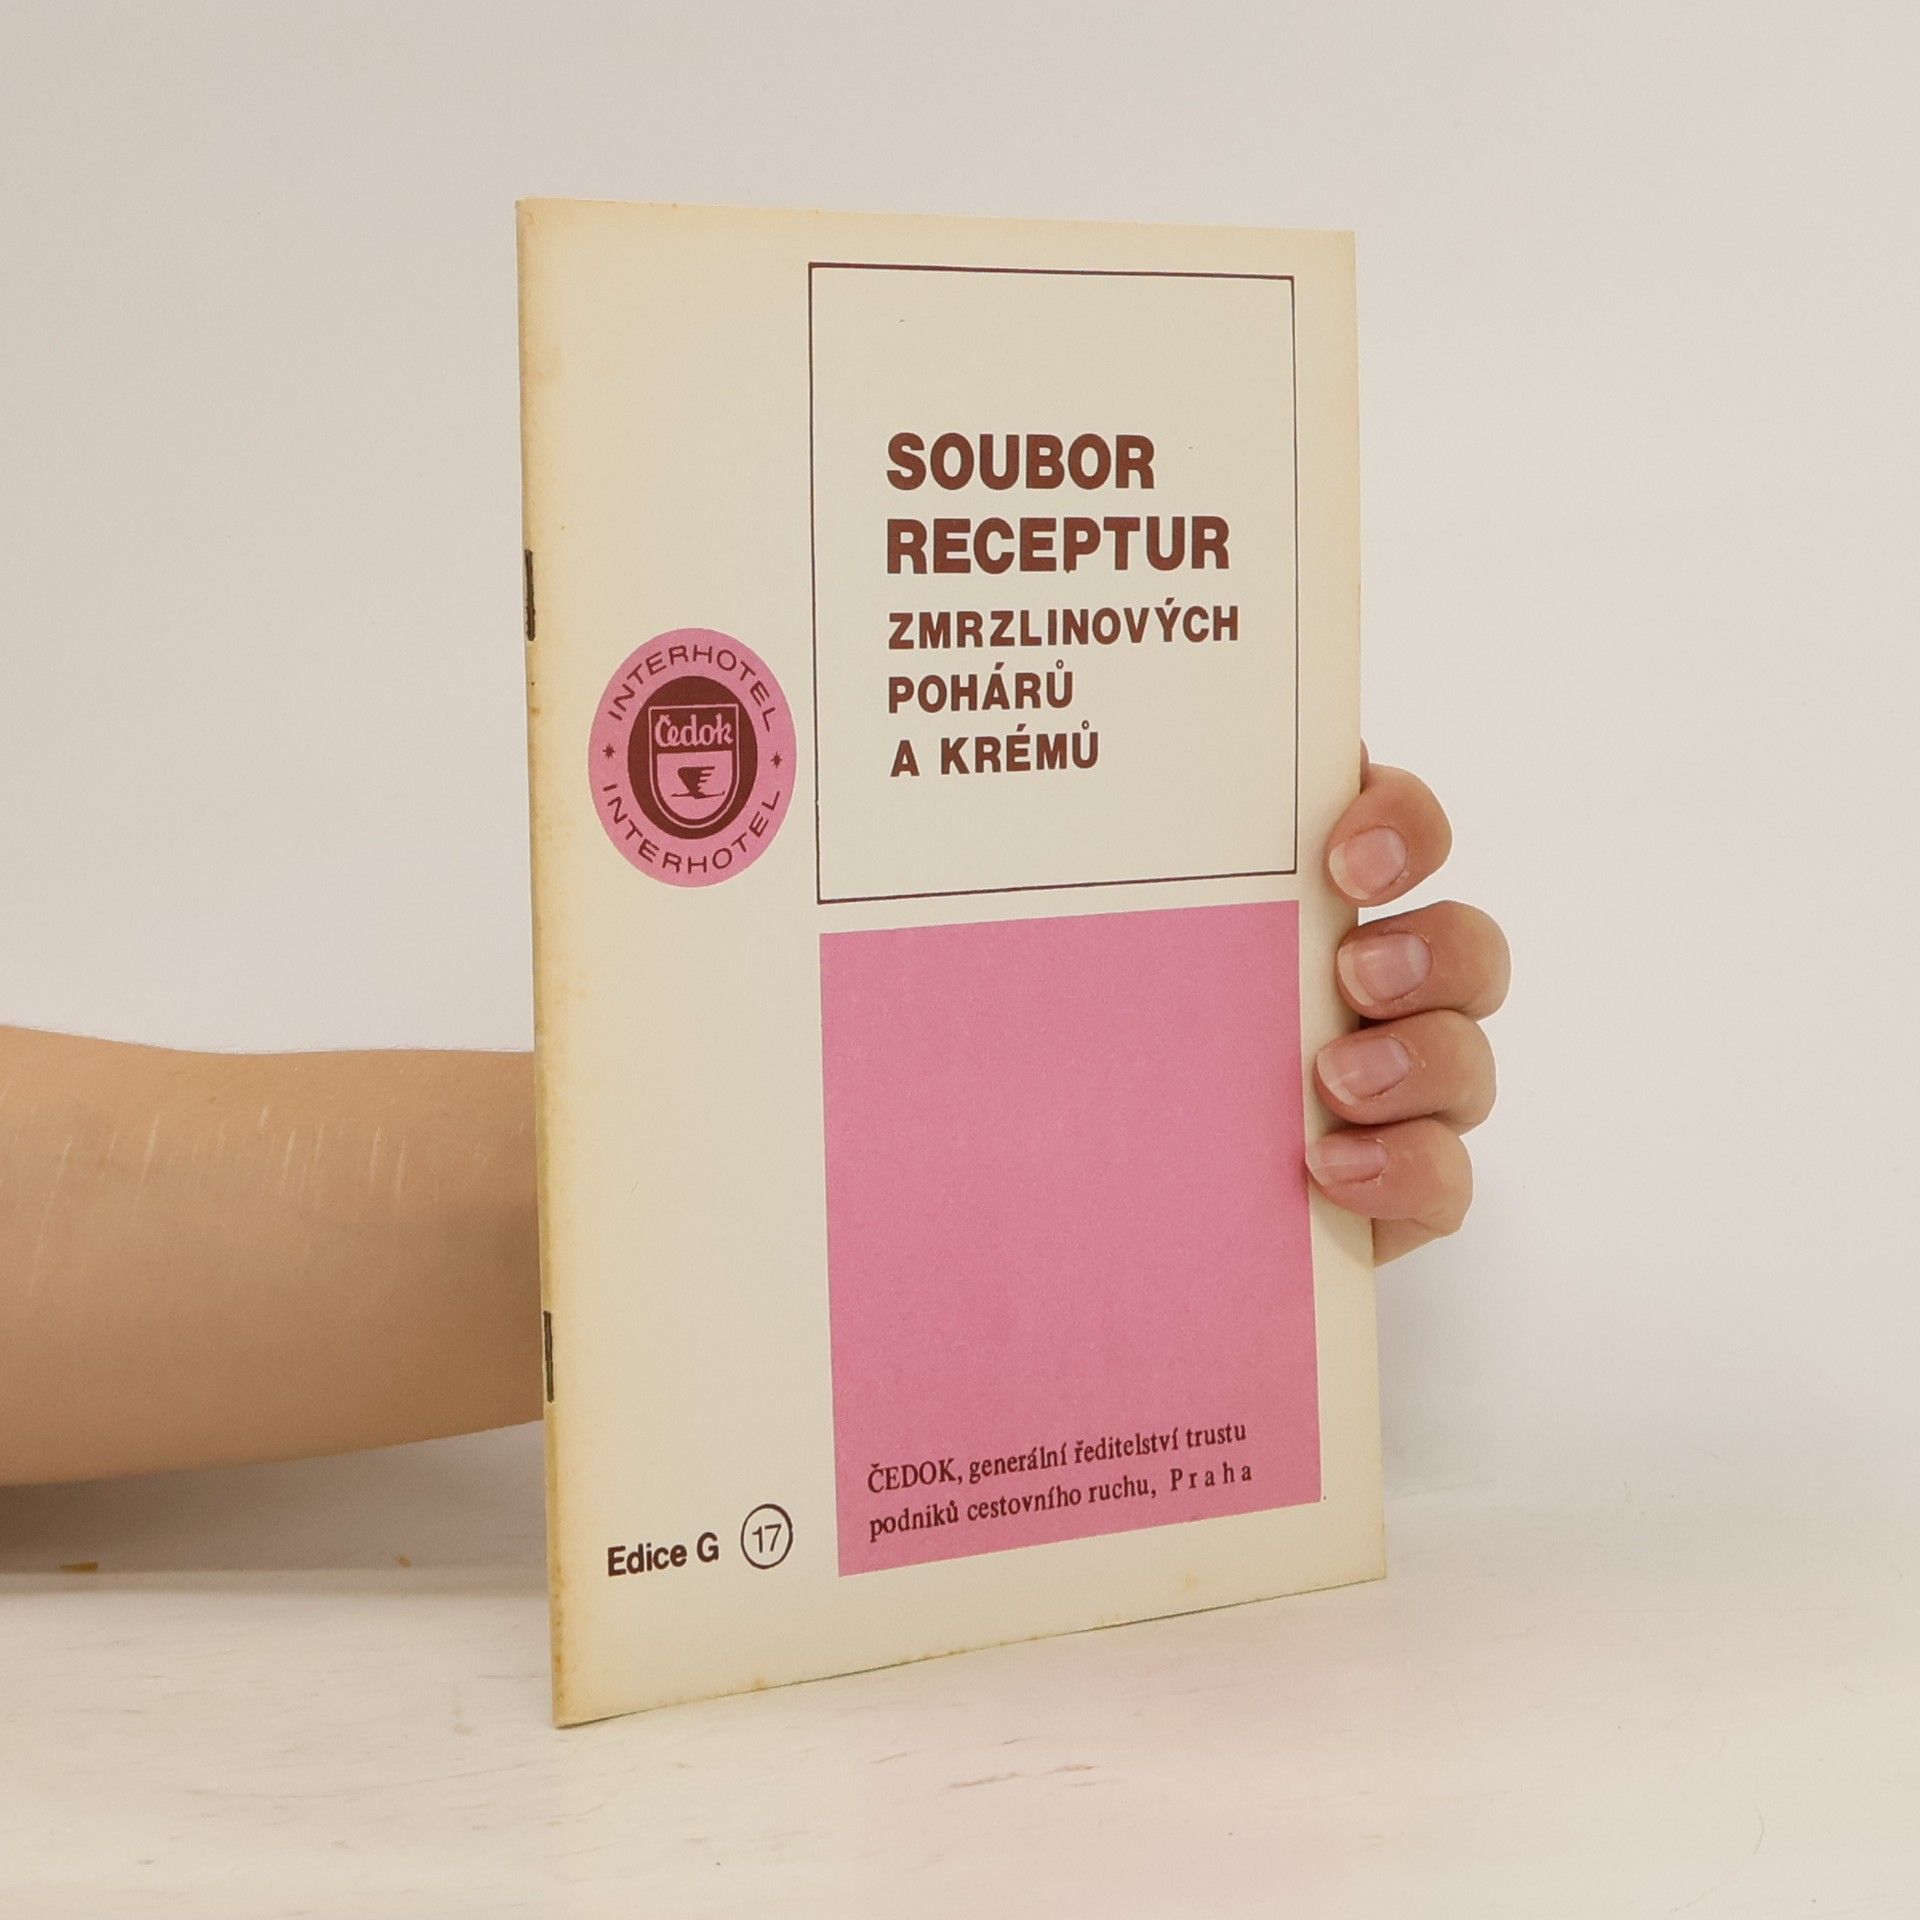 SOUBOR
RECEPTUR
ZMRZLINOVÝCH
POHÁRŮ
A KRÉMŮ
INTERHOTEL
Čedok
INTERHOTEL
ČEDOK, generální ředitelství trustu
podniků cestovního ruchu, Praha
Edice G 17